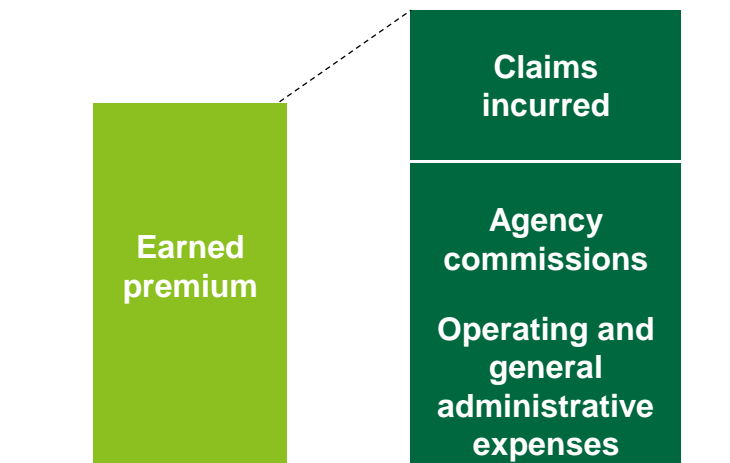 Claims
incurred
Earned
premium
Agency
commissions
Operating and
general
administrative
expenses